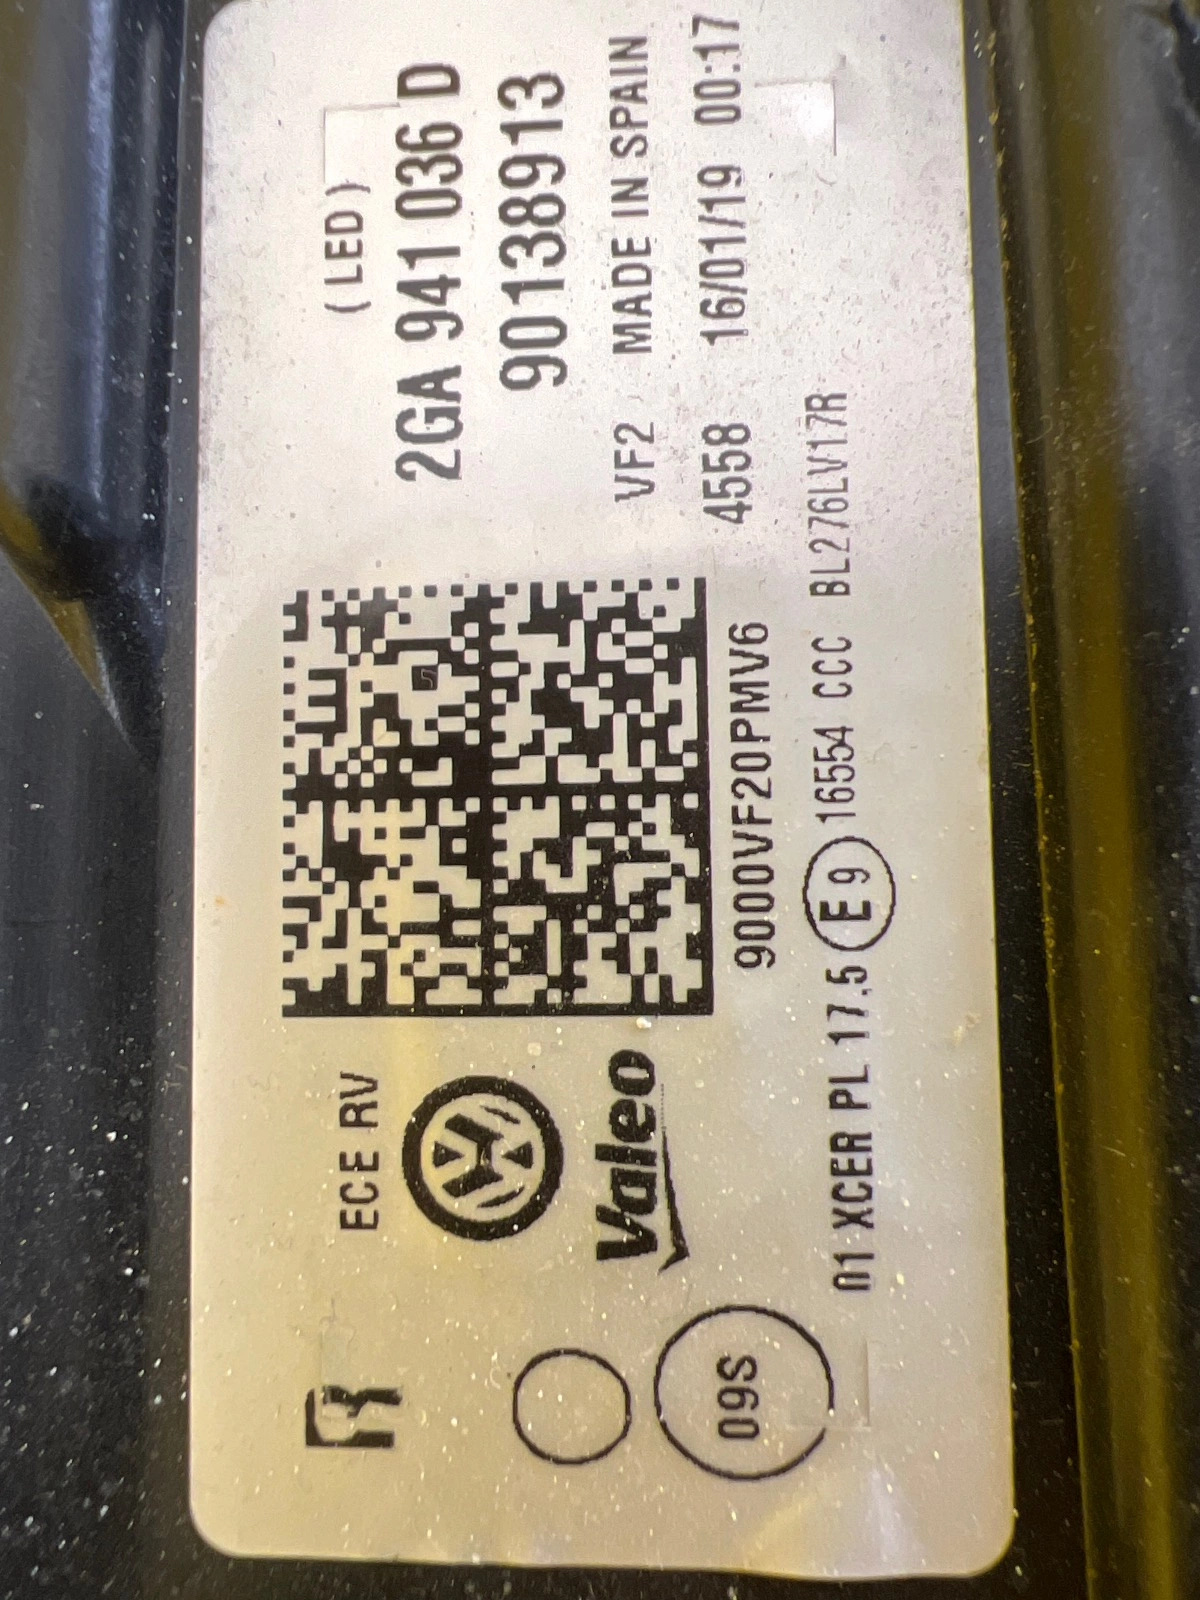 R
ECE RV
(LED)
2GA 941 036 D
90138913
Valeo
VF2 MADE IN SPAIN
09S
9000VF20PMV6
4558 16/01/19 00:17
01 XCER PL 17.5 E 9 16554 CCC BL276LV17R